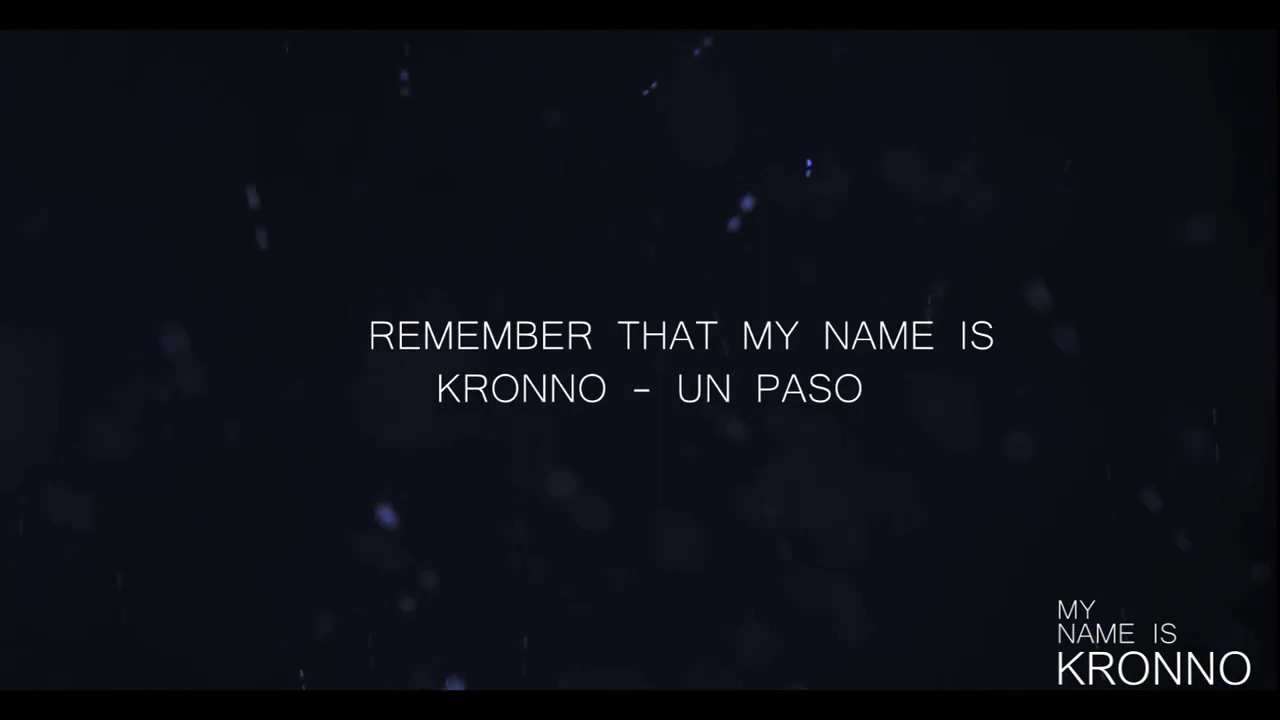 REMEMBER THAT MY NAME IS
KRONNO - UN PASO
MY
NAME IS
KRONNO